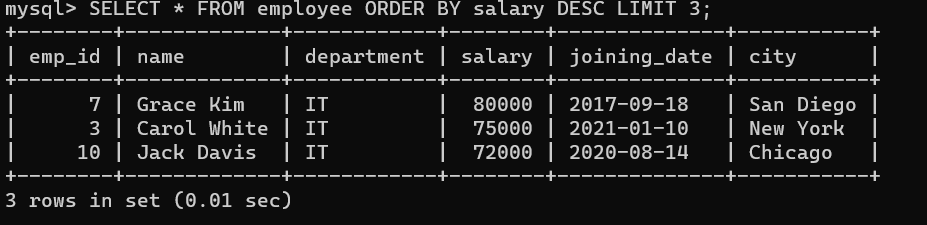 mysql> SELECT * FROM employee ORDER BY salary DESC LIMIT 3;
+--------+-------------+------------+--------+--------------+-----------+
| emp_id | name        | department | salary | joining_date | city      |
+--------+-------------+------------+--------+--------------+-----------+
|      7 | Grace Kim   | IT         |  80000 | 2017-09-18   | San Diego |
|      3 | Carol White | IT         |  75000 | 2021-01-10   | New York  |
|     10 | Jack Davis  | IT         |  72000 | 2020-08-14   | Chicago   |
+--------+-------------+------------+--------+--------------+-----------+
3 rows in set (0.01 sec)